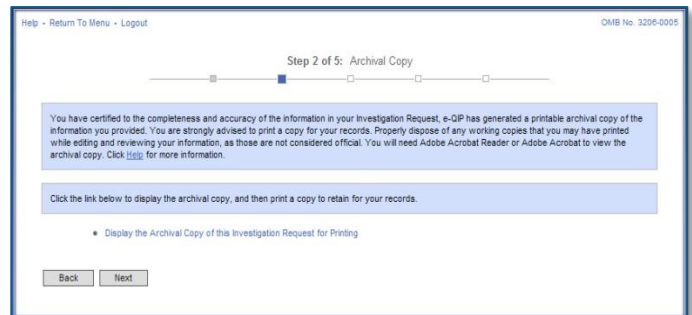 Help - Return To Menu - Logout
OMB No. 3206-0005
Step 2 of 5: Archival Copy
You have certified to the completeness and accuracy of the information in your Investigation Request, e-QIP has generated a printable archival copy of the
information you provided. You are strongly advised to print a copy for your records. Properly dispose of any working copies that you may have printed
while editing and reviewing your information, as those are not considered official. You will need Adobe Acrobat Reader or Adobe Acrobat to view the
archival copy. Click Help for more information.
Click the link below to display the archival copy, and then print a copy to retain for your records.
Display the Archival Copy of this Investigation Request for Printing
Back Next